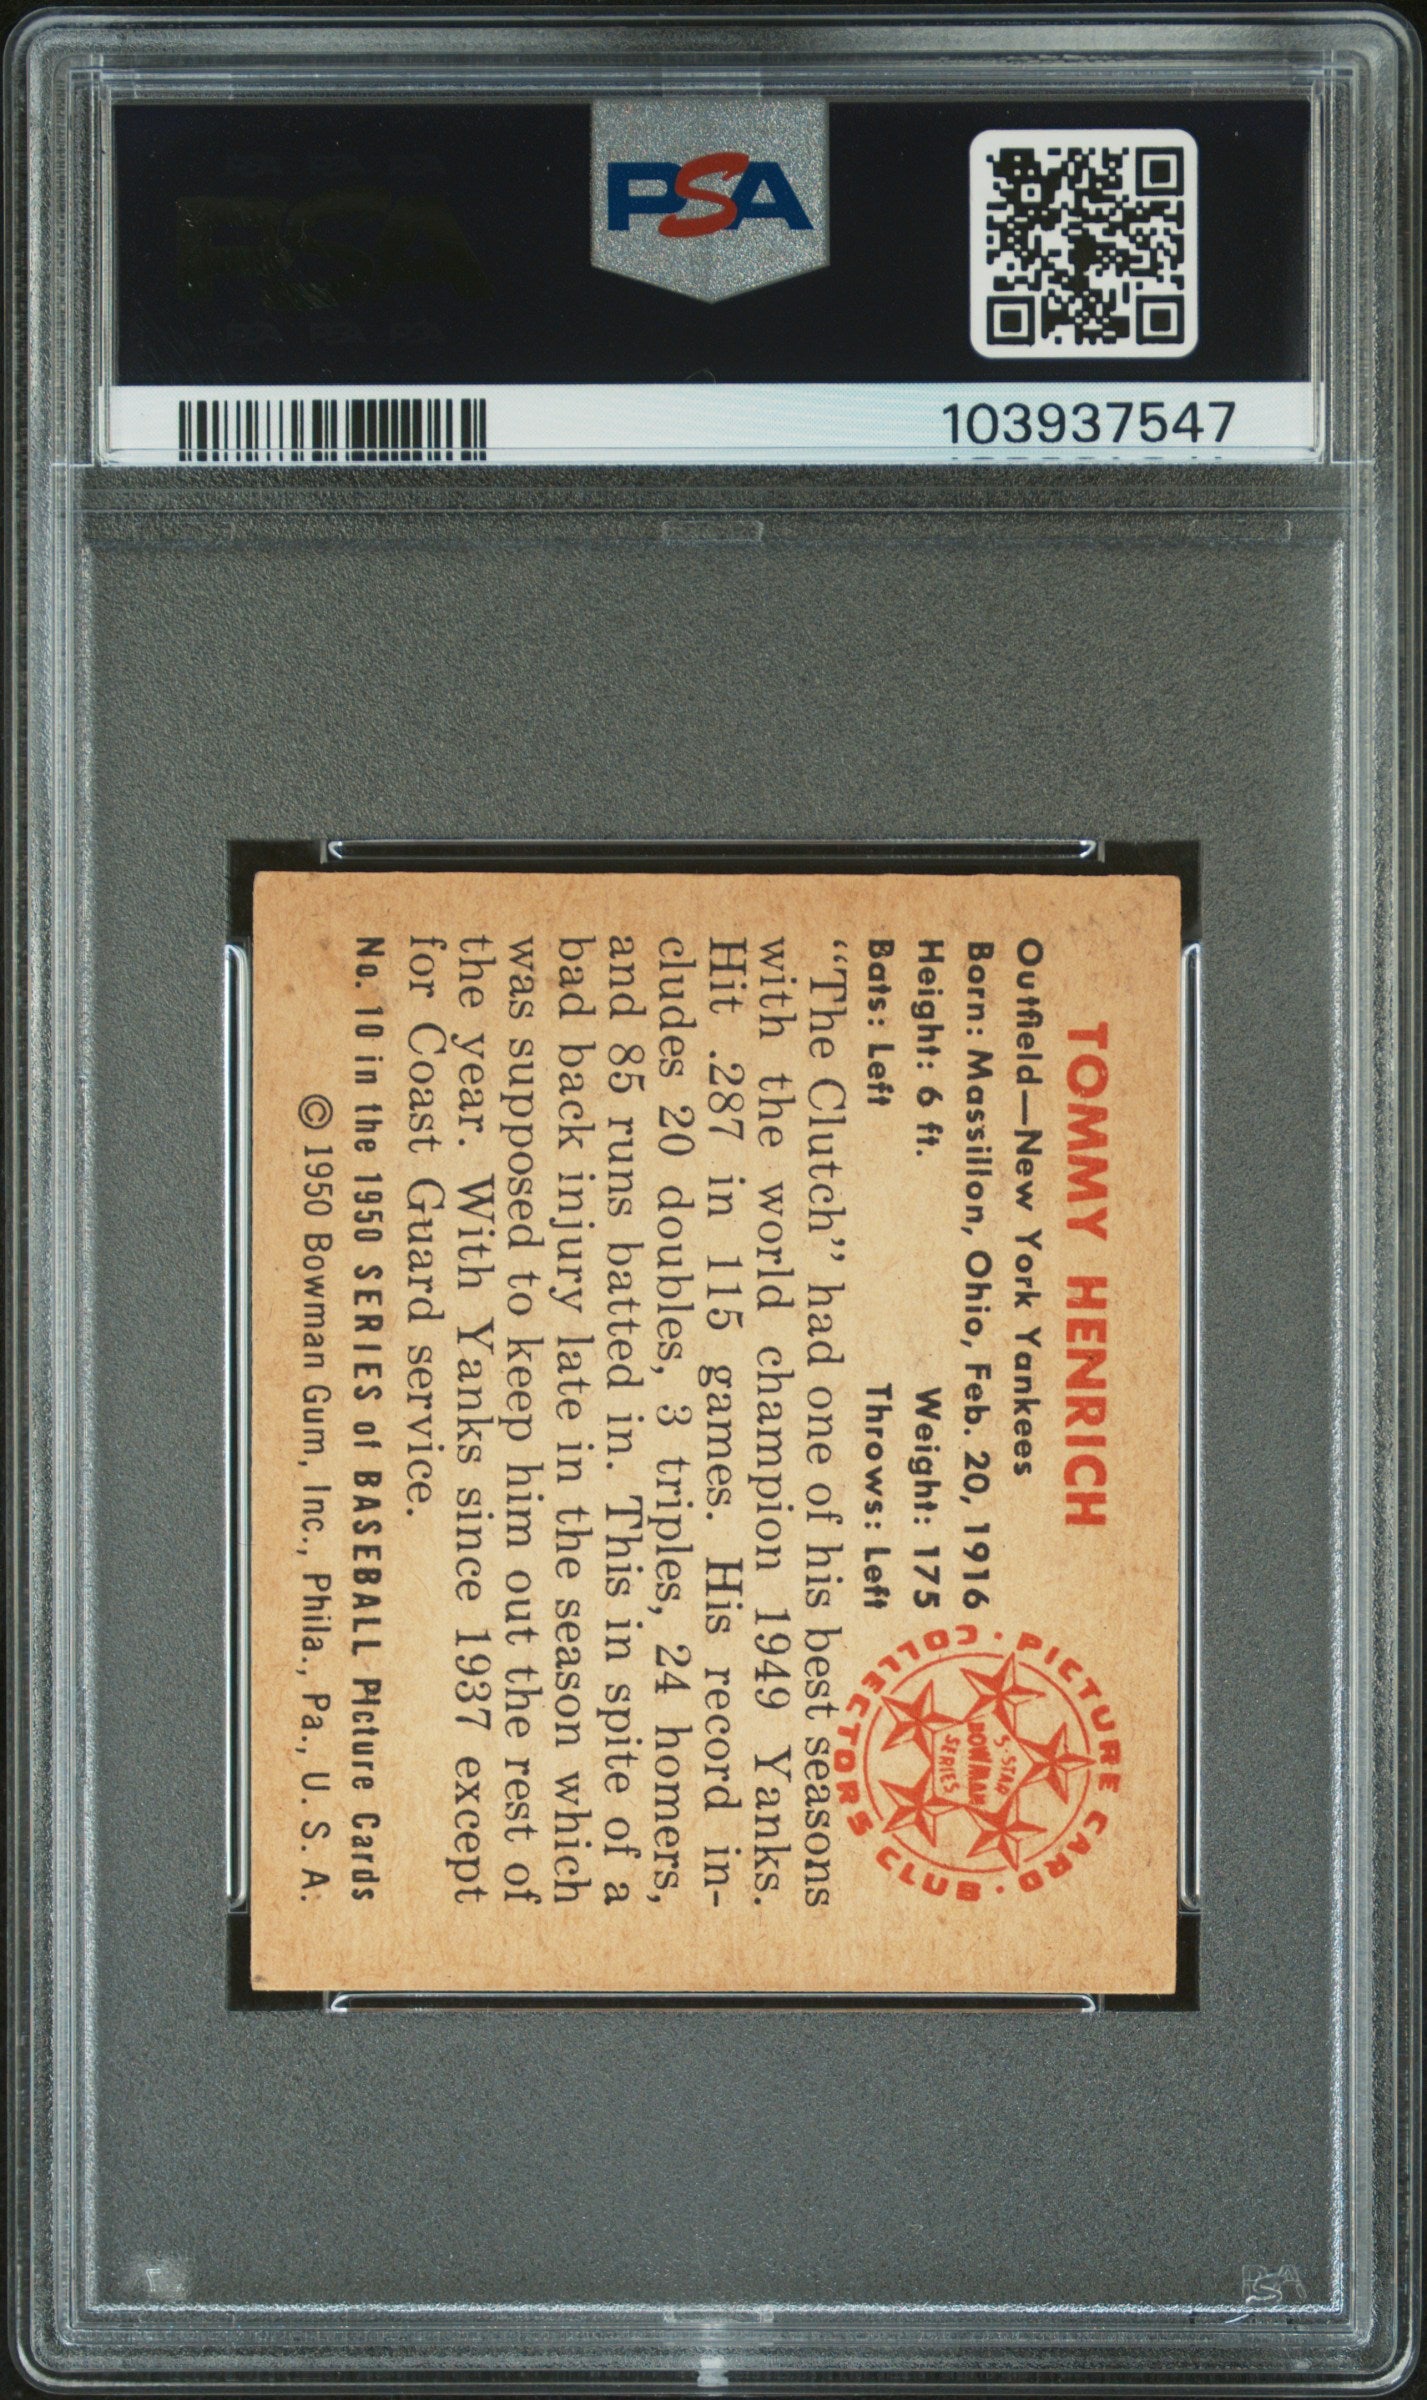 PSA
103937547
TOMMY HENRICH
Outfield—New York Yankees
Born: Massillon, Ohio, Feb. 20, 1916
Height: 6 ft. Weight: 175
Bats: Left Throws: Left
"The Clutch" had one of his best seasons
with the world champion 1949 Yanks.
Hit .287 in 115 games. His record in-
cludes 20 doubles, 3 triples, 24 homers,
and 85 runs batted in. This in spite of a
bad back injury late in the season which
was supposed to keep him out the rest of
the year. With Yanks since 1937 except
for Coast Guard service.
No. 10 in the 1950 SERIES of BASEBALL Picture Cards
© 1950 Bowman Gum, Inc., Phila., Pa., U. S. A.
· PICTURE CARD · COLLECTORS CLUB
5-STAR
BOWMAN
SERIES
PSA